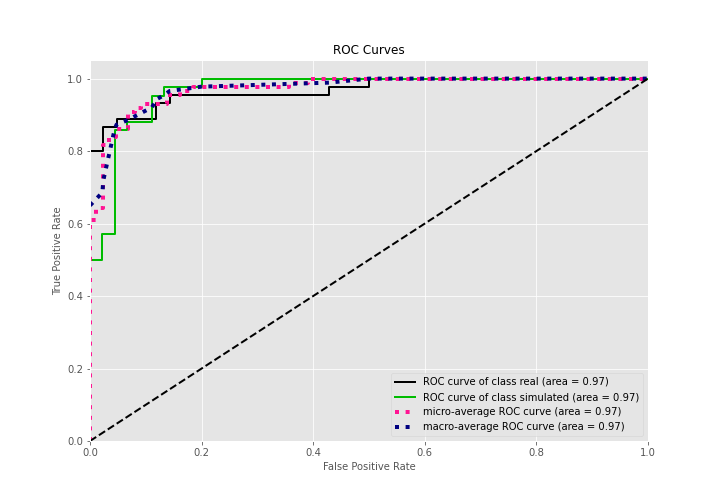 ROC Curves
True Positive Rate
1.0
0.8
0.6
0.4
0.2
0.0
0.0 0.2 0.4 0.6 0.8 1.0
False Positive Rate
ROC curve of class real (area = 0.97)
ROC curve of class simulated (area = 0.97)
micro-average ROC curve (area = 0.97)
macro-average ROC curve (area = 0.97)